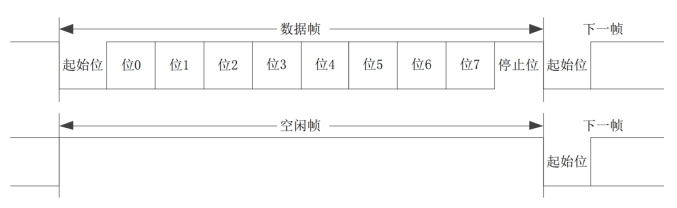 数据帧 下一帧
起始位 位0 位1 位2 位3 位4 位5 位6 位7 停止位 起始位
空闲帧 下一帧
起始位